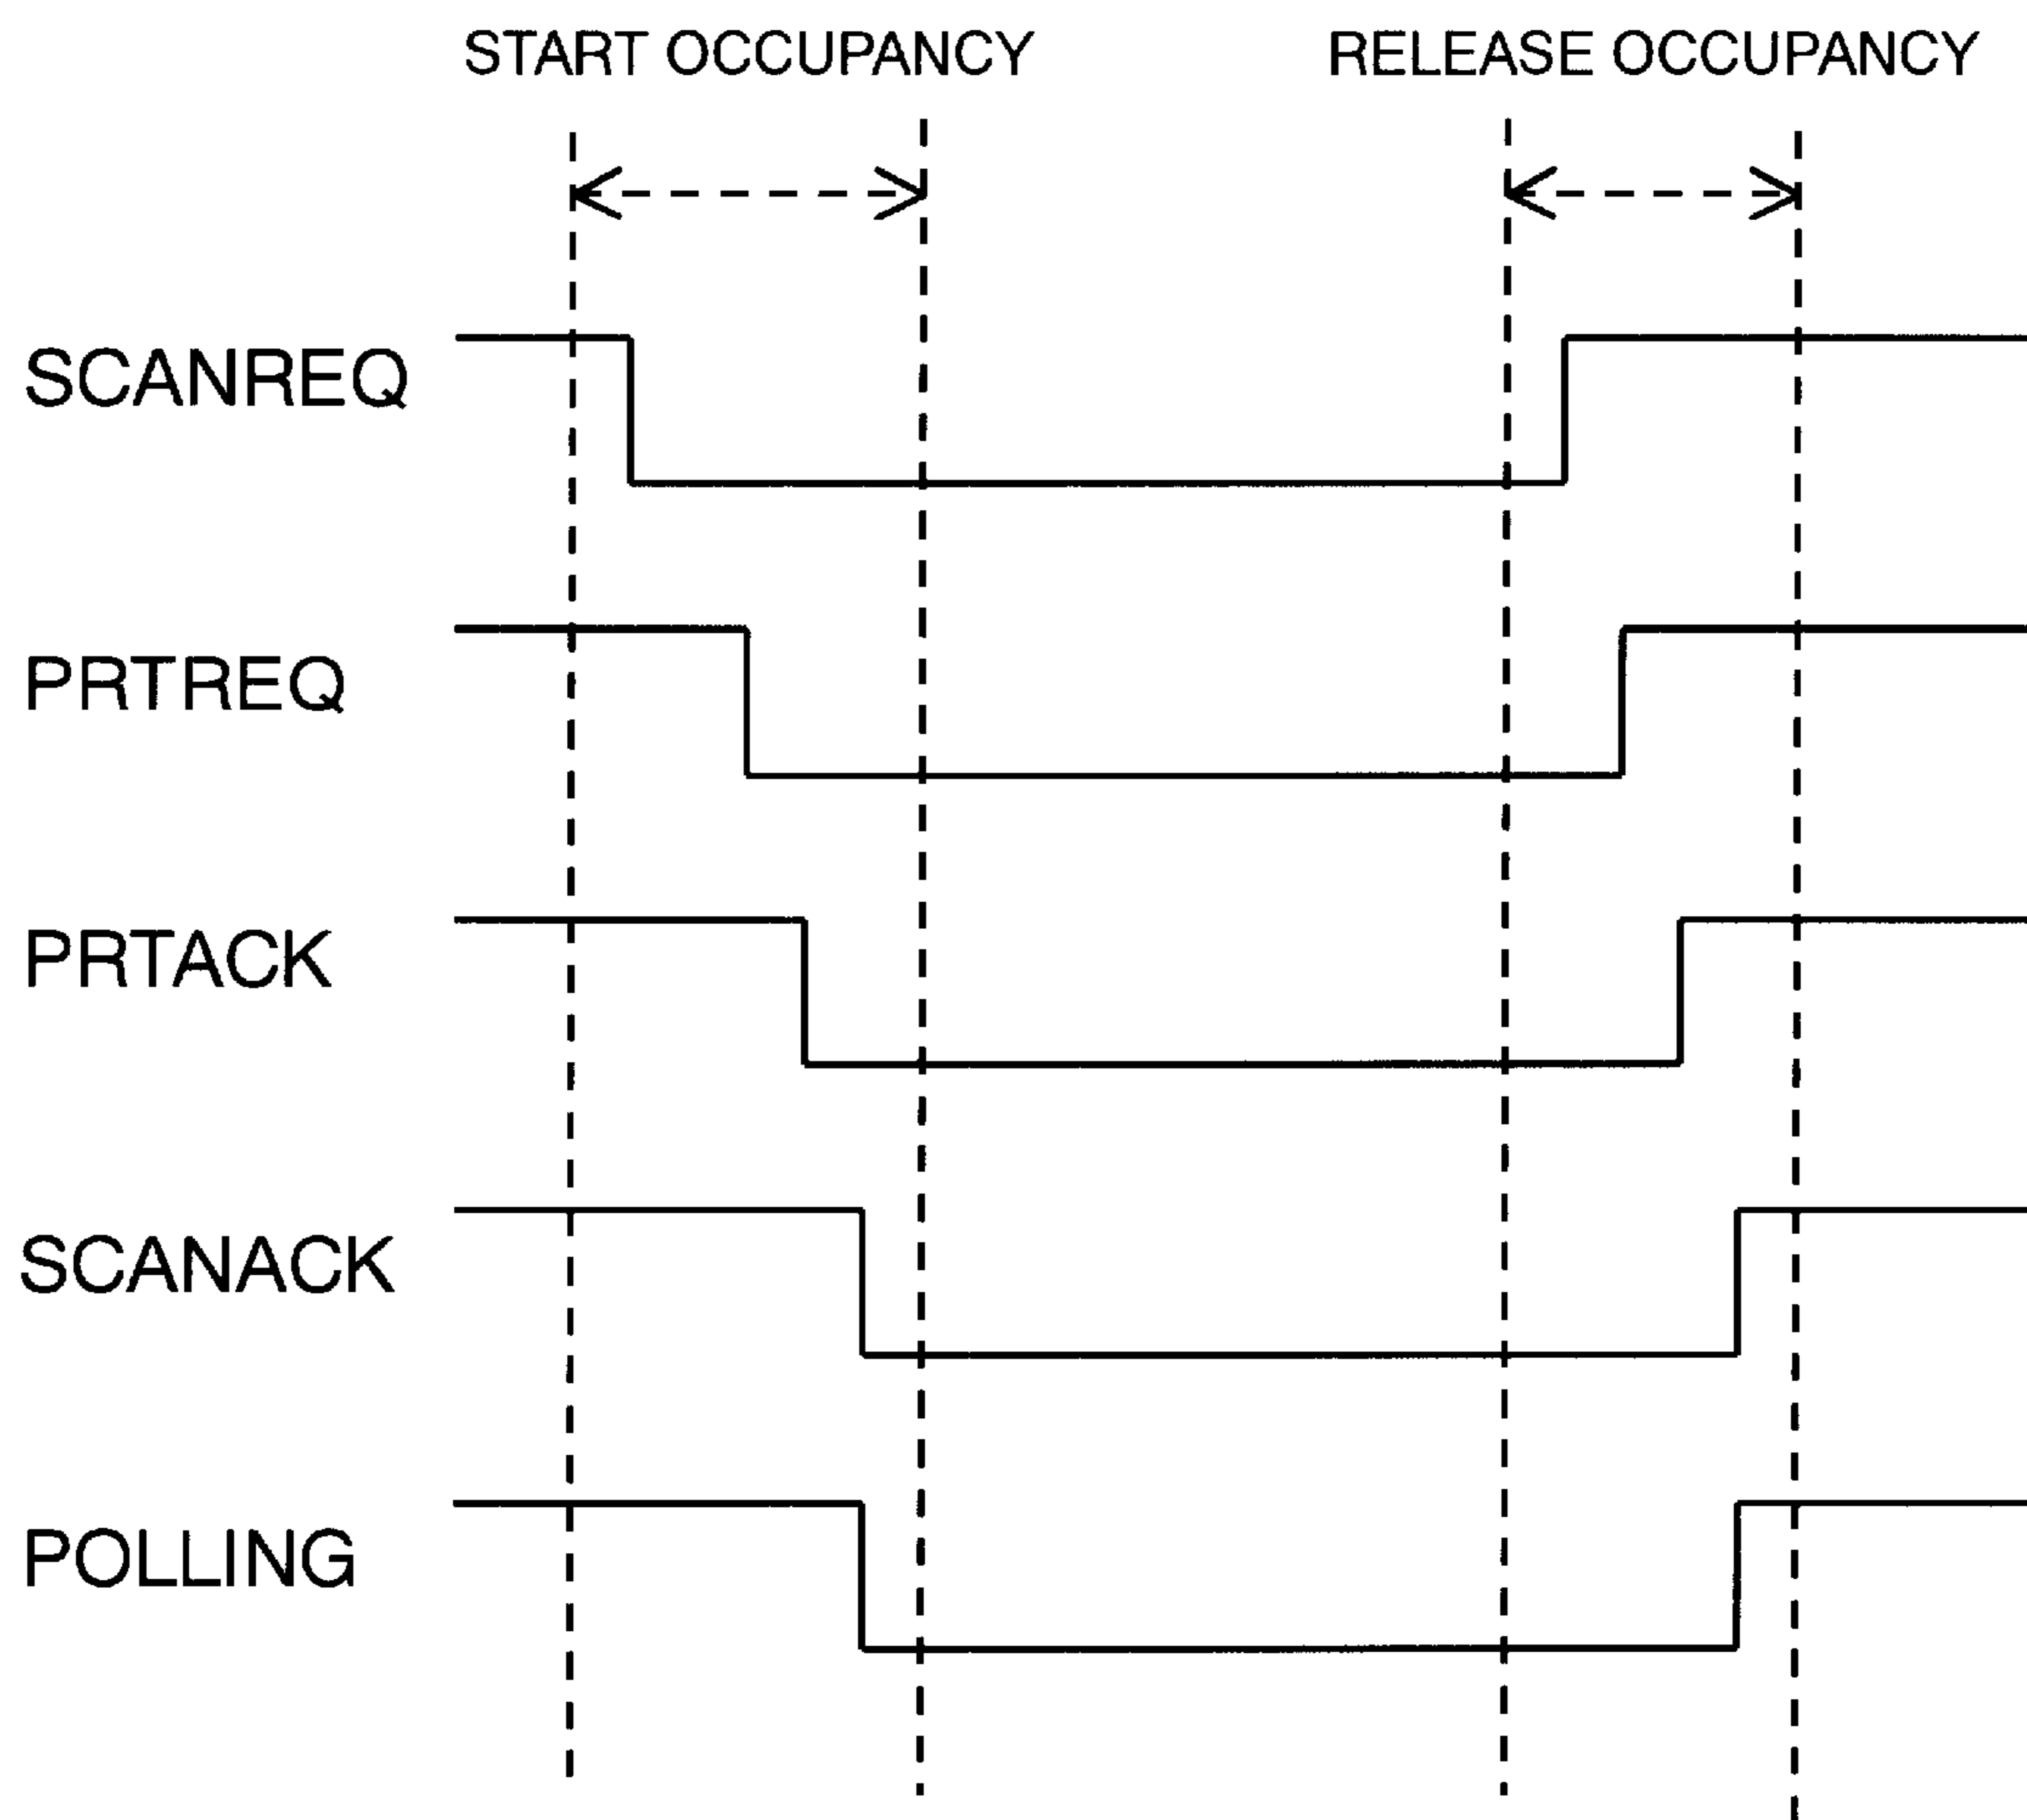 START OCCUPANCY
RELEASE OCCUPANCY
SCANREQ
PRTREQ
PRTACK
SCANACK
POLLING